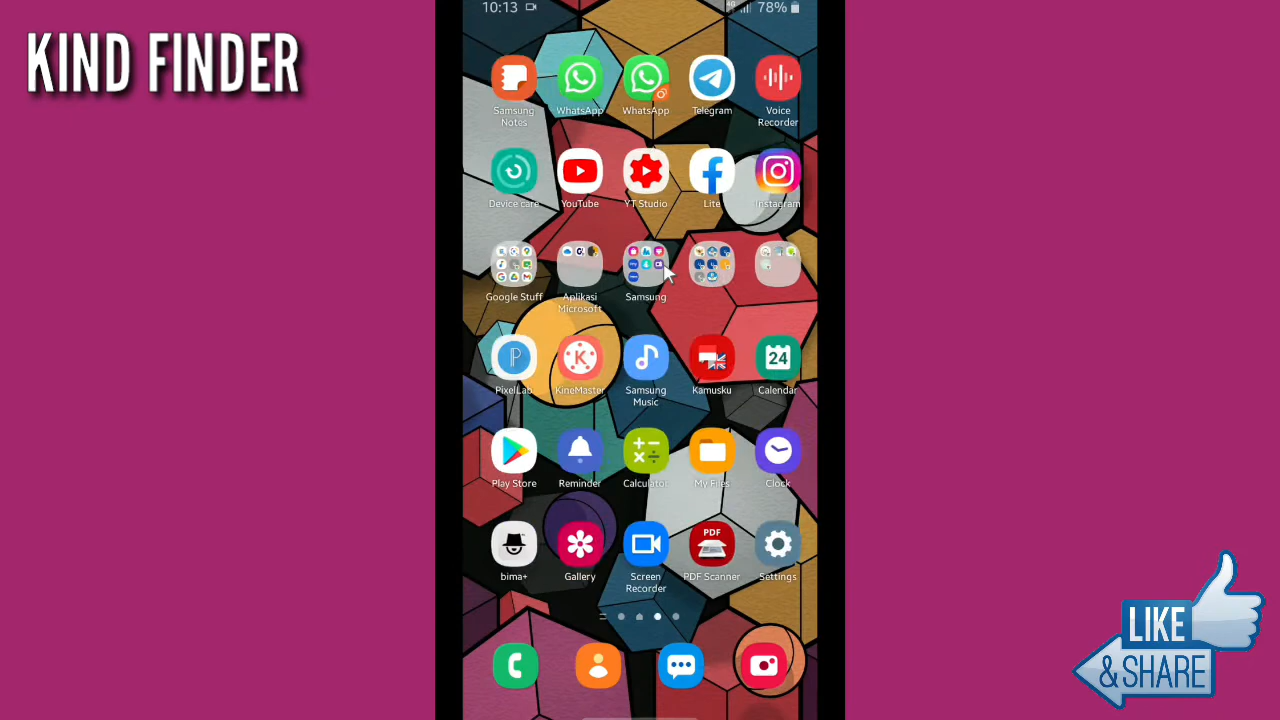 KIND FINDER
10:13
78%
Samsung Notes
WhatsApp
WhatsApp
Telegram
Voice Recorder
Device care
YouTube
YT Studio
Lite
Instagram
Google Stuff
Aplikasi Microsoft
Samsung
PixelLab
KineMaster
Samsung Music
Kamusku
24
Calendar
Play Store
Reminder
Calculator
My Files
Clock
bima+
Gallery
Screen Recorder
PDF
PDF Scanner
Settings
LIKE
&SHARE